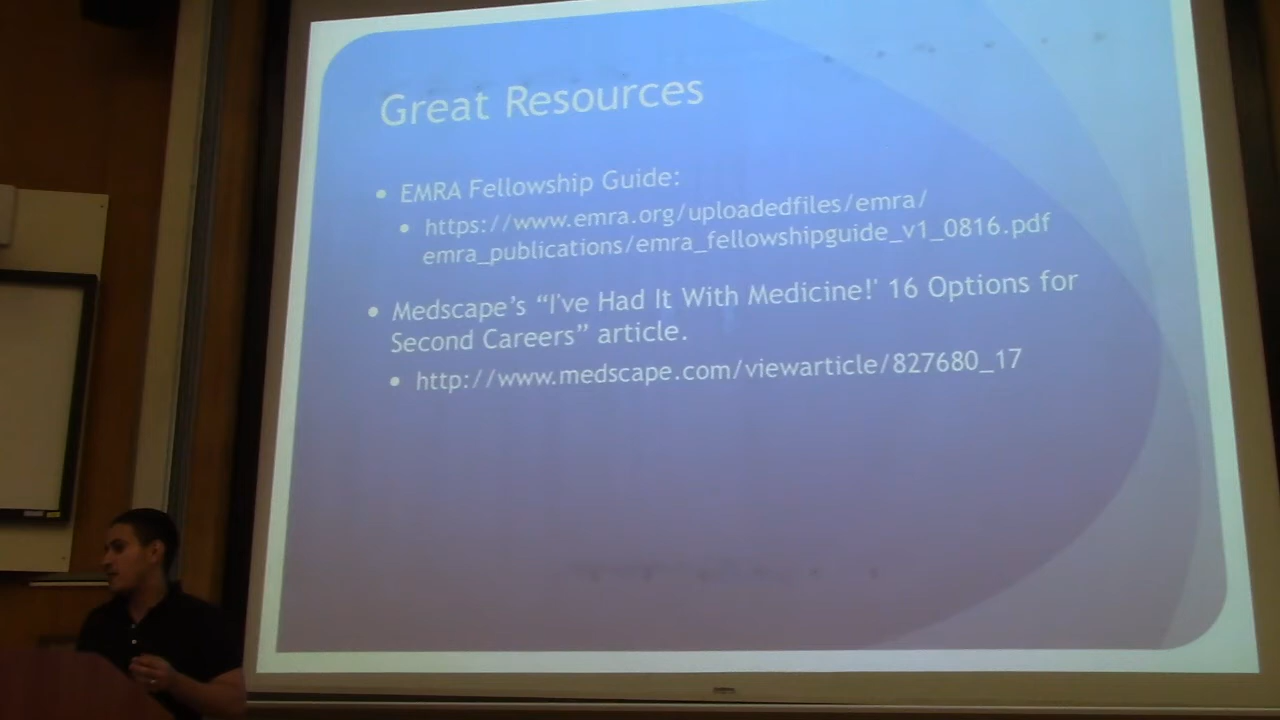 Great Resources
• EMRA Fellowship Guide:
• https://www.emra.org/uploadedfiles/emra/
emra_publications/emra_fellowshipguide_v1_0816.pdf
• Medscape’s “I've Had It With Medicine!' 16 Options for
Second Careers” article.
• http://www.medscape.com/viewarticle/827680_17